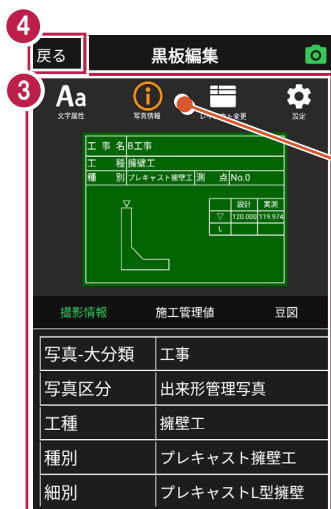 4
戻る 黒板編集
3
Aa
文字属性 写真情報 レイアウト変更 設定
工 事 名 B工事
工 種 擁壁工
種 別 プレキャスト擁壁工 測 点 No.0
設計 実測
▽ 120.000 119.974
L
▽
撮影情報 施工管理値 豆図
写真-大分類 工事
写真区分 出来形管理写真
工種 擁壁工
種別 プレキャスト擁壁工
細別 プレキャストL型擁壁